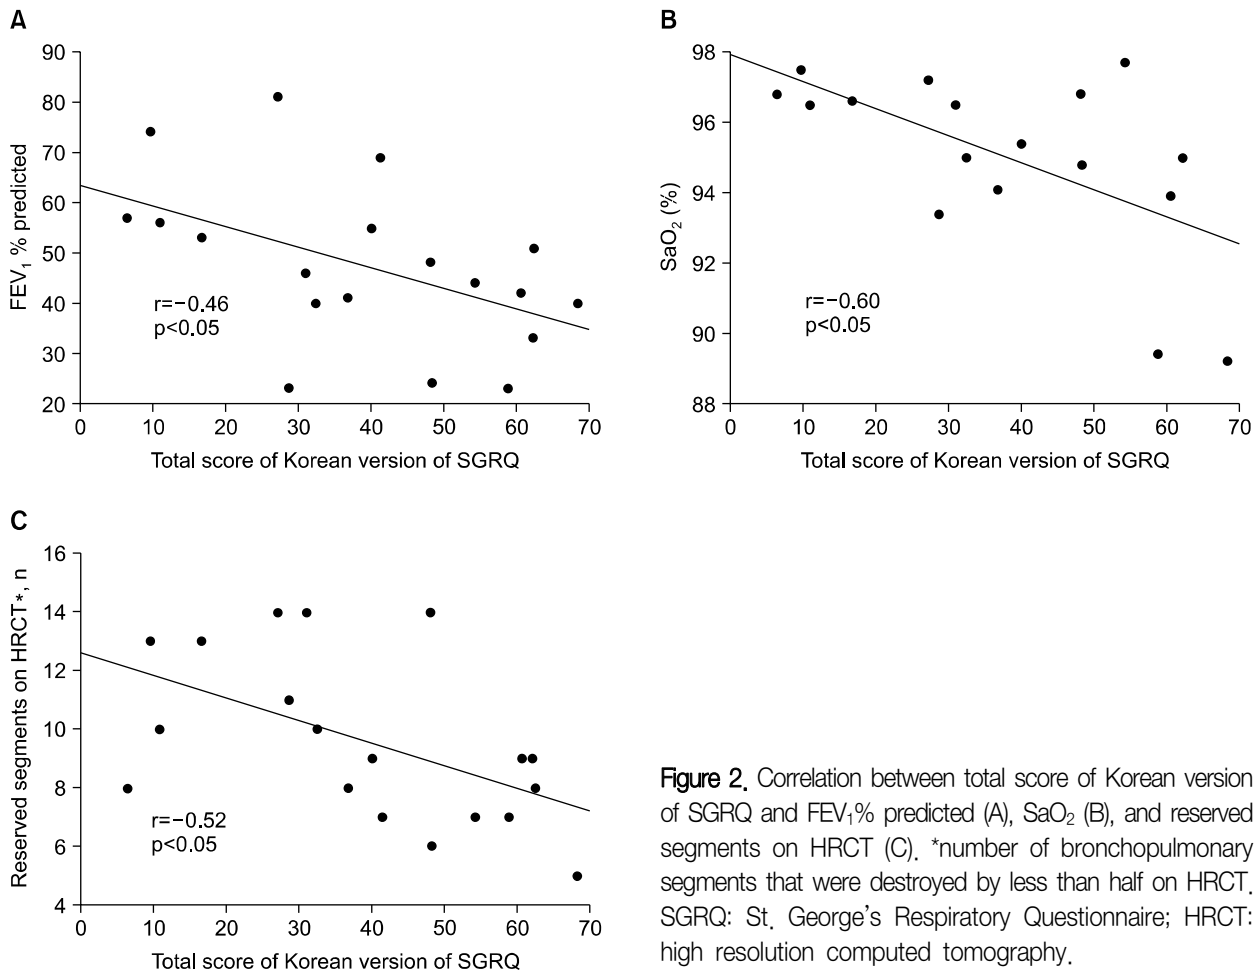 A
90
80
70
60
50
40
30
20
FEV₁ % predicted
r=−0.46
p<0.05
0 10 20 30 40 50 60 70
Total score of Korean version of SGRQ
B
98
96
94
92
90
88
SaO₂ (%)
r=−0.60
p<0.05
0 10 20 30 40 50 60 70
Total score of Korean version of SGRQ
C
16
14
12
10
8
6
4
Reserved segments on HRCT*, n
r=−0.52
p<0.05
0 10 20 30 40 50 60 70
Total score of Korean version of SGRQ
Figure 2. Correlation between total score of Korean version
of SGRQ and FEV₁% predicted (A), SaO₂ (B), and reserved
segments on HRCT (C). *number of bronchopulmonary
segments that were destroyed by less than half on HRCT.
SGRQ: St. George's Respiratory Questionnaire; HRCT:
high resolution computed tomography.